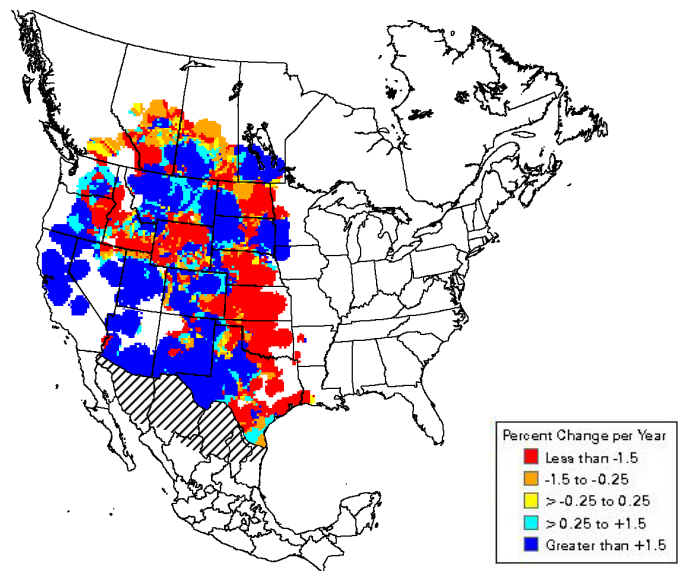 Percent Change per Year
Less than -1.5
-1.5 to -0.25
> -0.25 to 0.25
> 0.25 to +1.5
Greater than +1.5